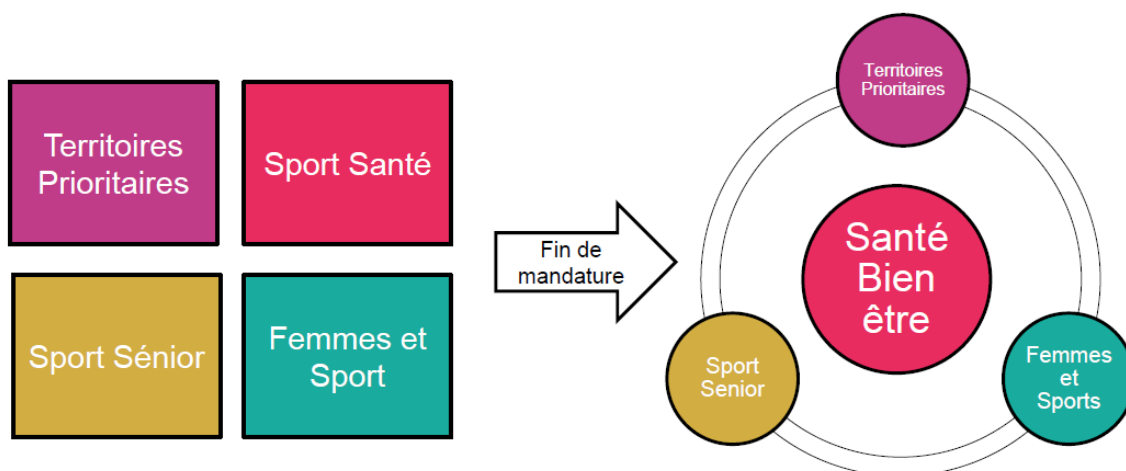 Territoires
Prioritaires
Sport Santé
Sport Sénior
Femmes et
Sport
Fin de
mandature
Territoires
Prioritaires
Santé
Bien
être
Sport
Senior
Femmes
et
Sports